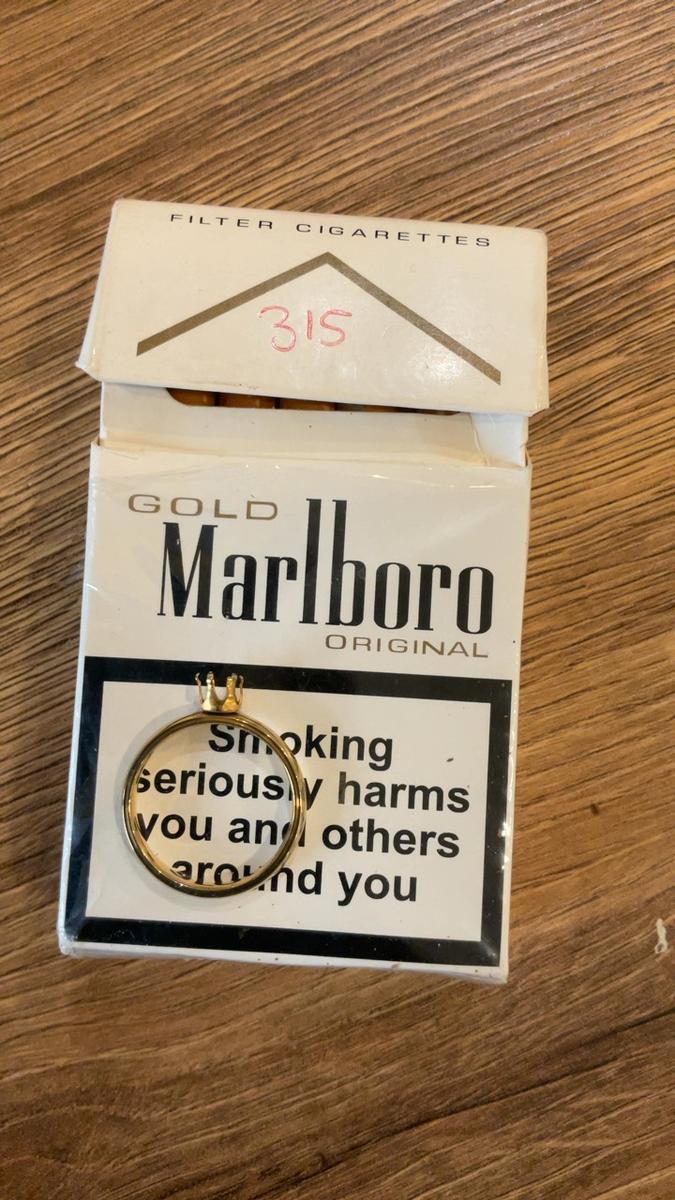 FILTER CIGARETTES
315
GOLD
Marlboro
ORIGINAL
Smoking
seriously harms
you and others
around you